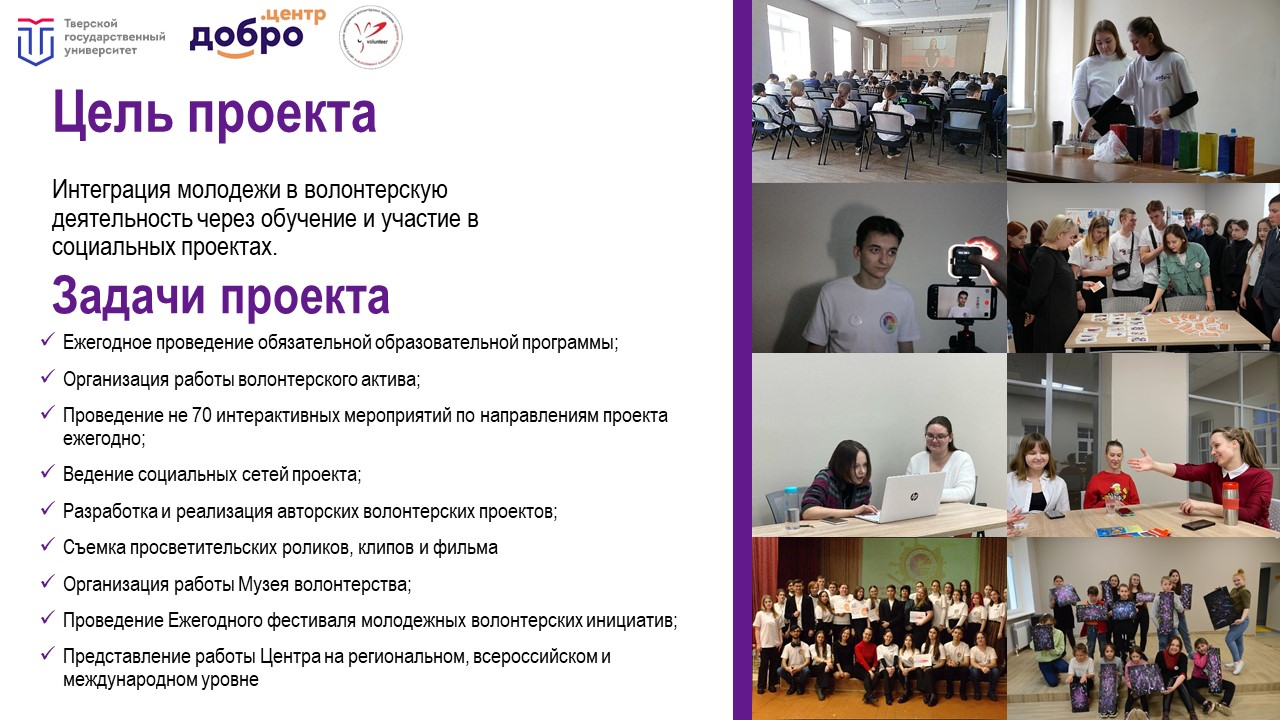 Тверской
государственный
университет
добро.центр
volunteer
Цель проекта
Интеграция молодежи в волонтерскую
деятельность через обучение и участие в
социальных проектах.
Задачи проекта
Ежегодное проведение обязательной образовательной программы;
Организация работы волонтерского актива;
Проведение не 70 интерактивных мероприятий по направлениям проекта
ежегодно;
Ведение социальных сетей проекта;
Разработка и реализация авторских волонтерских проектов;
Съемка просветительских роликов, клипов и фильма
Организация работы Музея волонтерства;
Проведение Ежегодного фестиваля молодежных волонтерских инициатив;
Представление работы Центра на региональном, всероссийском и
международном уровне
hp